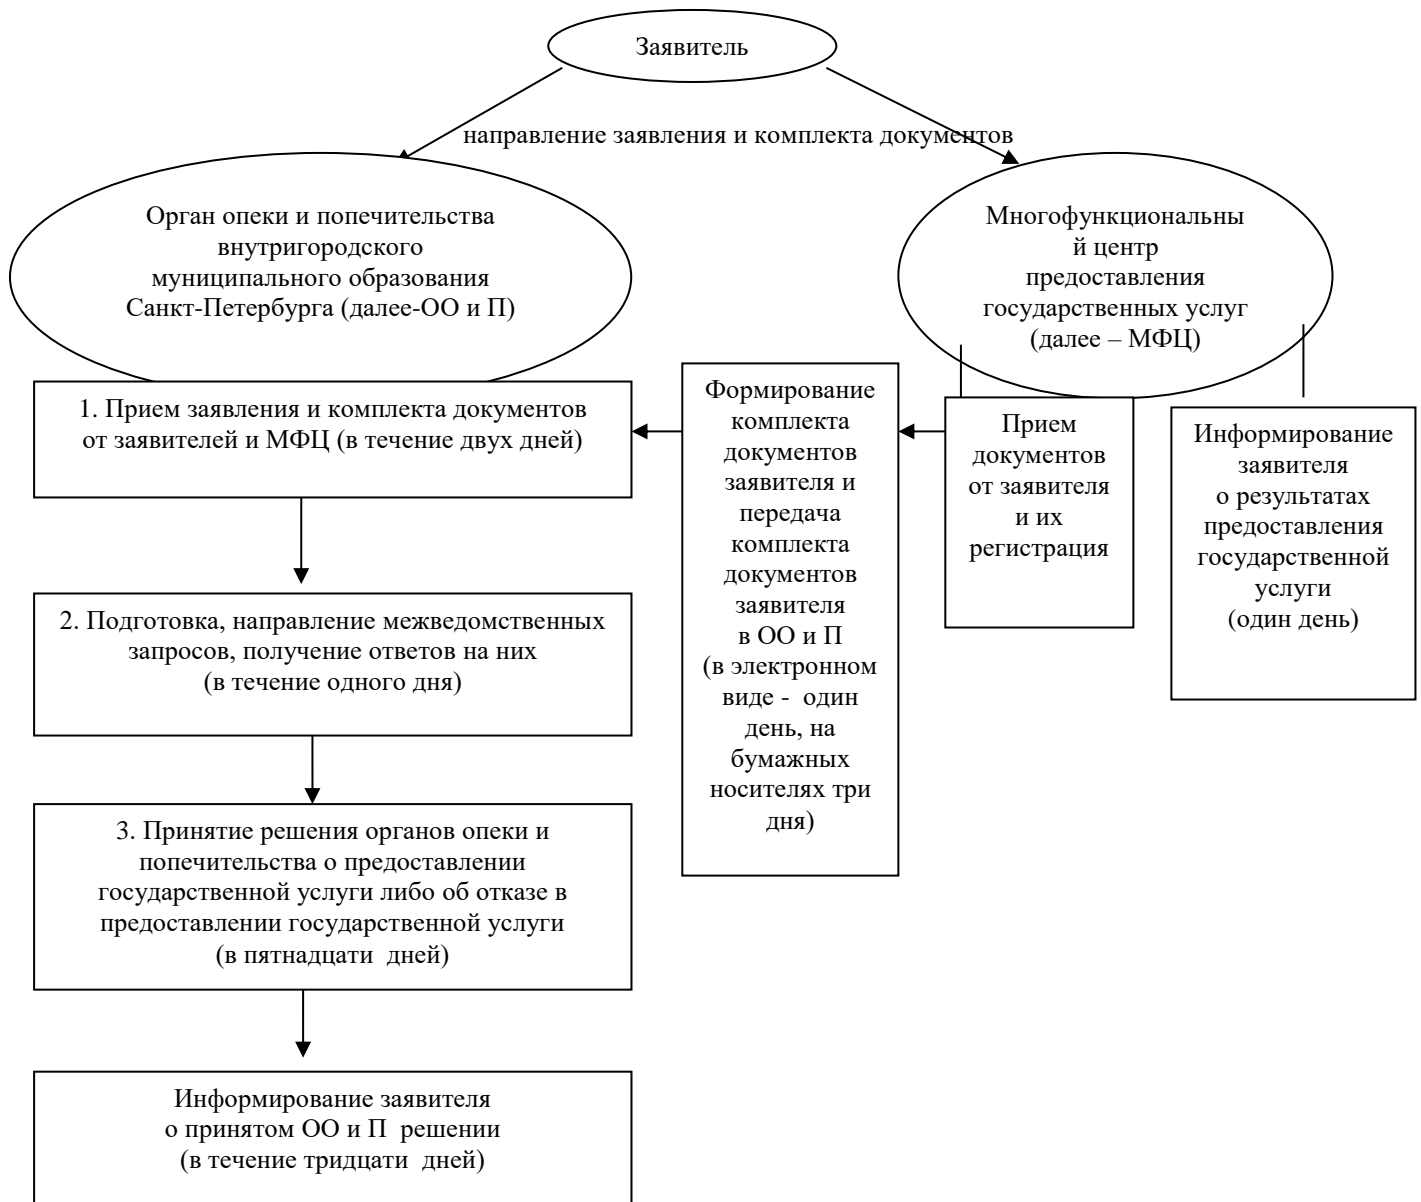 Заявитель
направление заявления и комплекта документов
Орган опеки и попечительства
внутригородского
муниципального образования
Санкт-Петербурга (далее-ОО и П)
Многофункциональны
й центр
предоставления
государственных услуг
(далее – МФЦ)
1. Прием заявления и комплекта документов
от заявителей и МФЦ (в течение двух дней)
Формирование
комплекта
документов
заявителя и
передача
комплекта
документов
заявителя
в ОО и П
(в электронном
виде - один
день, на
бумажных
носителях три
дня)
Прием
документов
от заявителя
и их
регистрация
Информирование
заявителя
о результатах
предоставления
государственной
услуги
(один день)
2. Подготовка, направление межведомственных
запросов, получение ответов на них
(в течение одного дня)
3. Принятие решения органов опеки и
попечительства о предоставлении
государственной услуги либо об отказе в
предоставлении государственной услуги
(в пятнадцати дней)
Информирование заявителя
о принятом ОО и П решении
(в течение тридцати дней)